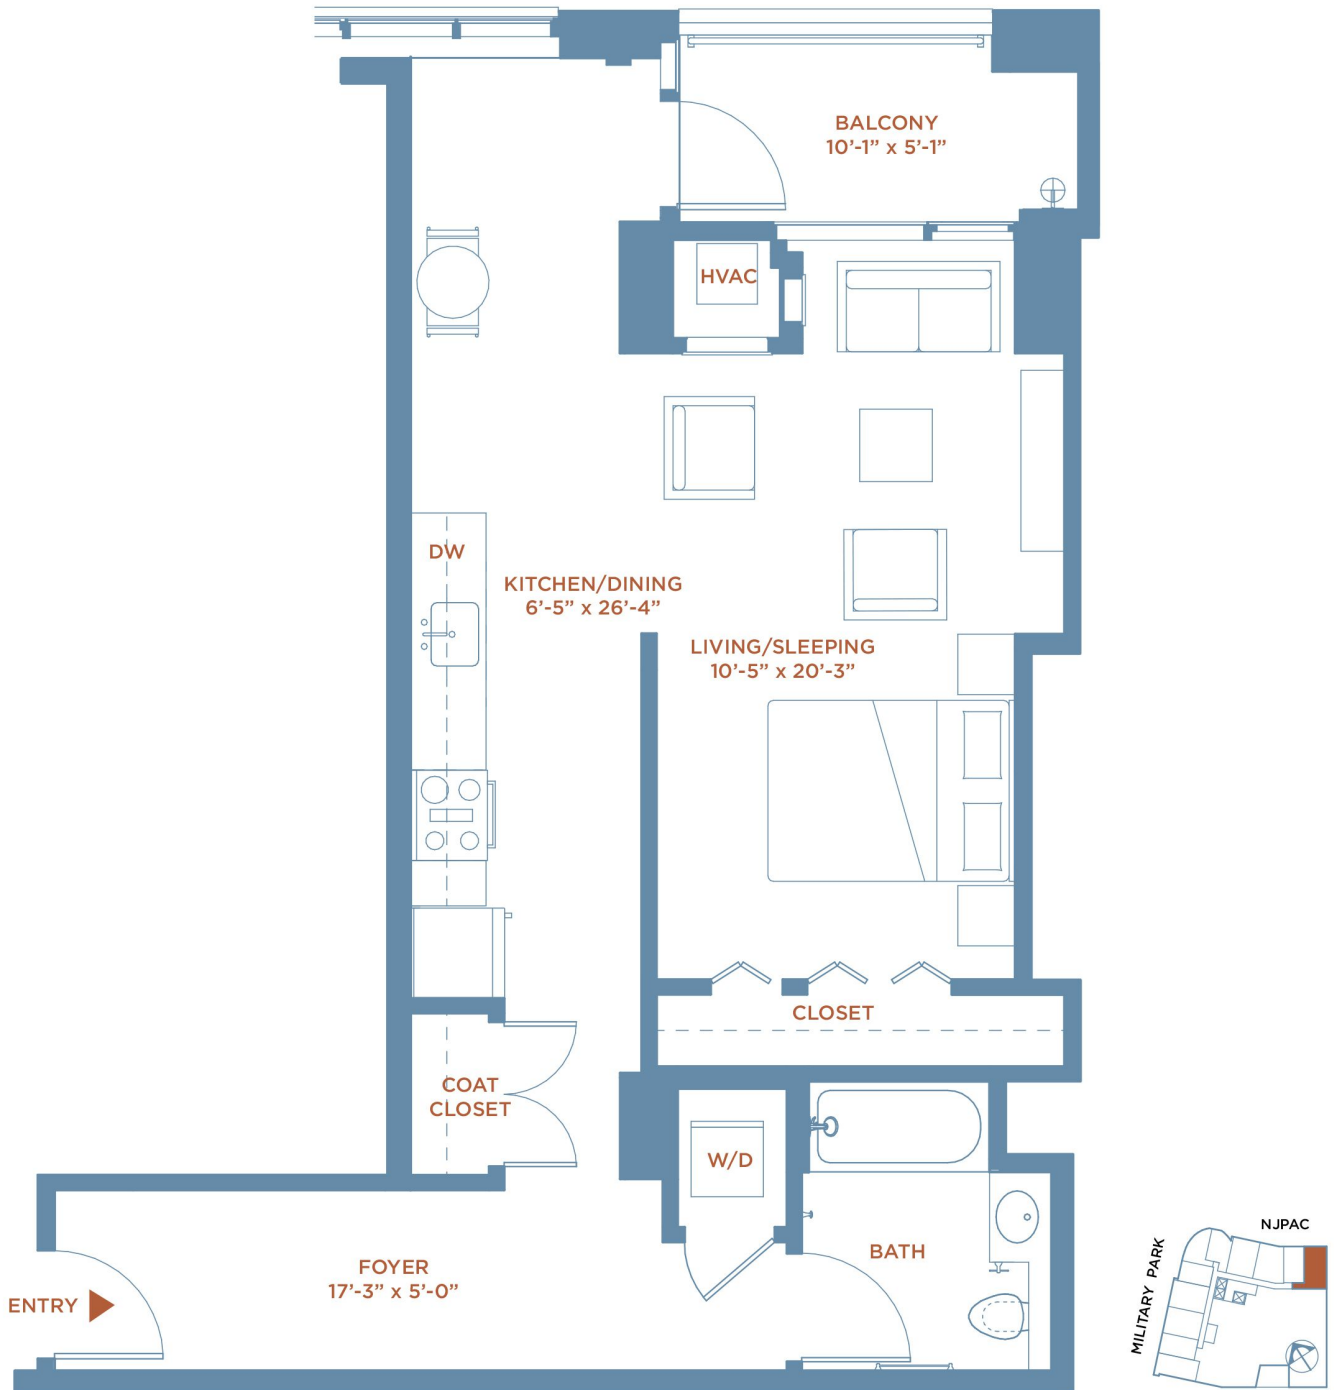 BALCONY
10’-1” x 5’-1”
HVAC
DW
KITCHEN/DINING
6’-5” x 26’-4”
LIVING/SLEEPING
10’-5” x 20’-3”
CLOSET
COAT
CLOSET
W/D
BATH
FOYER
17’-3” x 5’-0”
ENTRY
NJPAC
MILITARY PARK